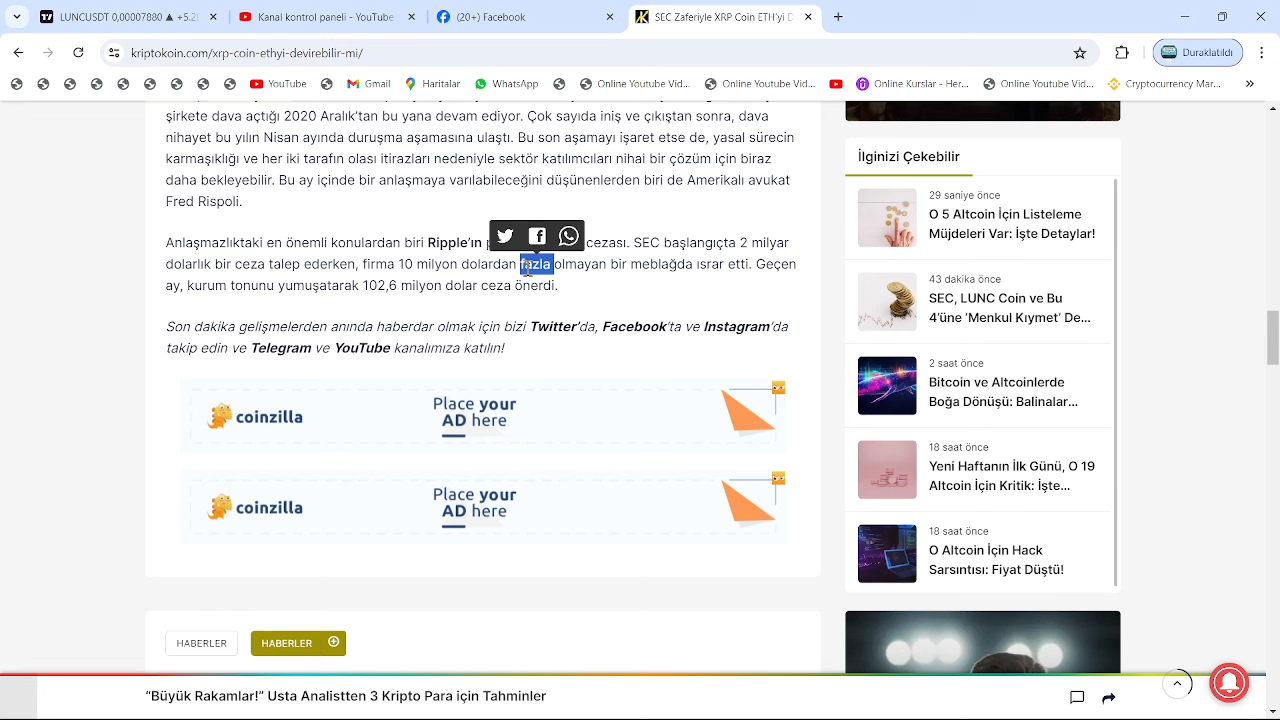 LUNCUSDT 0.00007880 ▲ +5.2
Kanal içerikleri - YouTube
(20+) Facebook
SEC Zaferiyle XRP Coin ETH'yi D
kriptokoin.com/xrp-coin-ethyi-devirebilir-mi/
Duraklatıldı
YouTube
Gmail
Haritalar
WhatsApp
Online Youtube Vid...
Online Youtube Vid...
Online Kurslar - Her...
Online Youtube Vid...
Cryptocurrency Mar...
şirkete dava açtığı 2020 Aralık'tan bu yana devam ediyor. Çok sayıda iniş ve çıkıştan sonra, dava
nihayet bu yılın Nisan ayında duruşma aşamasına ulaştı. Bu son aşamayı işaret etse de, yasal sürecin
karmaşıklığı ve her iki tarafın olası itirazları nedeniyle sektör katılımcıları nihai bir çözüm için biraz
daha bekleyebilir. Bu ay içinde bir anlaşmaya varılabileceğini düşünenlerden biri de Amerikalı avukat
Fred Rispoli.
Anlaşmazlıktaki en önemli konulardan biri Ripple'ın cezası. SEC başlangıçta 2 milyar
dolarlık bir ceza talep ederken, firma 10 milyon dolardan fazla olmayan bir meblağda ısrar etti. Geçen
ay, kurum tonunu yumuşatarak 102,6 milyon dolar ceza önerdi.
Son dakika gelişmelerden anında haberdar olmak için bizi Twitter'da, Facebook'ta ve Instagram'da
takip edin ve Telegram ve YouTube kanalımıza katılın!
coinzilla
Place your
AD here
coinzilla
Place your
AD here
HABERLER
HABERLER
İlginizi Çekebilir
29 saniye önce
O 5 Altcoin İçin Listeleme
Müjdeleri Var: İşte Detaylar!
43 dakika önce
SEC, LUNC Coin ve Bu
4'üne 'Menkul Kıymet' De...
2 saat önce
Bitcoin ve Altcoinlerde
Boğa Dönüşü: Balinalar...
18 saat önce
Yeni Haftanın İlk Günü, O 19
Altcoin İçin Kritik: İşte...
18 saat önce
O Altcoin İçin Hack
Sarsıntısı: Fiyat Düştü!
“Büyük Rakamlar!” Usta Analistten 3 Kripto Para için Tahminler